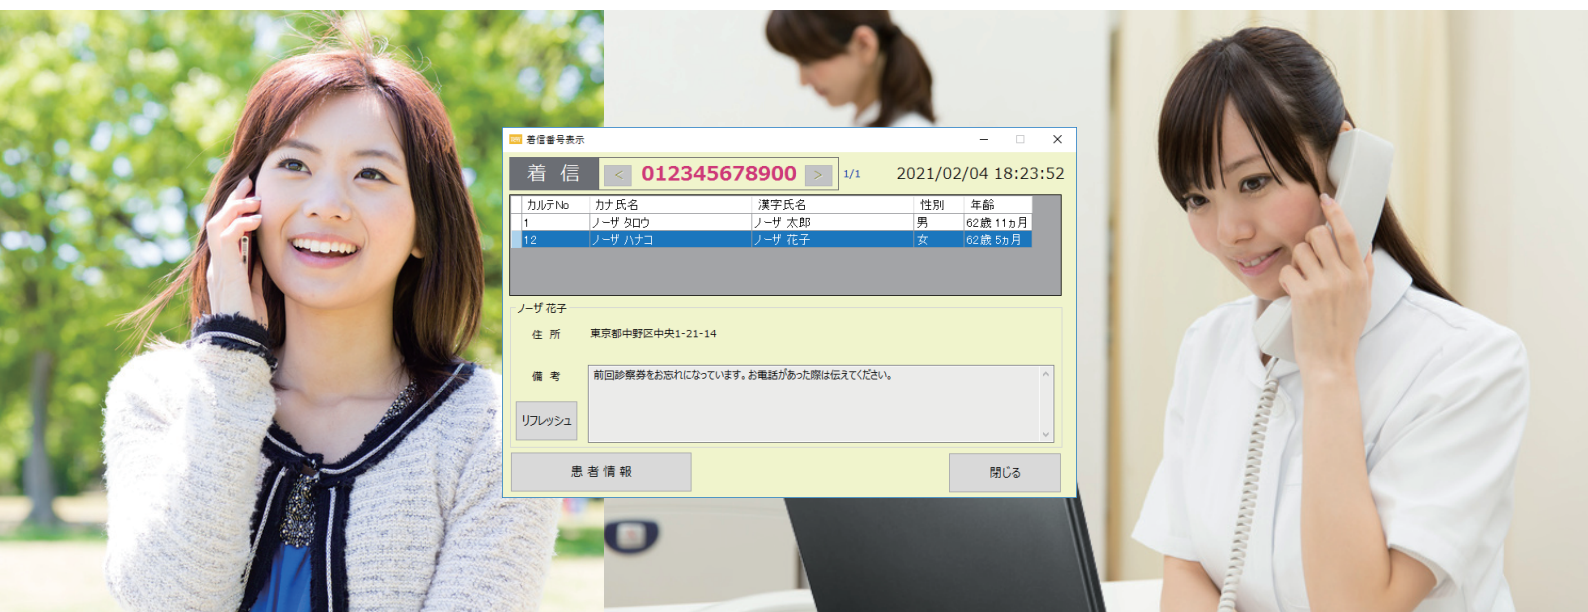 着信番号表示
着 信 < 012345678900 > 1/1 2021/02/04 18:23:52
カルテNo カナ氏名 漢字氏名 性別 年齢
1 ノーザ タロウ ノーザ 太郎 男 62歳 11ヵ月
12 ノーザ ハナコ ノーザ 花子 女 62歳 5ヵ月
ノーザ 花子
住 所 東京都中野区中央1-21-14
備 考 前回診察券をお忘れになっています。お電話があった際は伝えてください。
リフレッシュ
患 者 情 報 閉じる